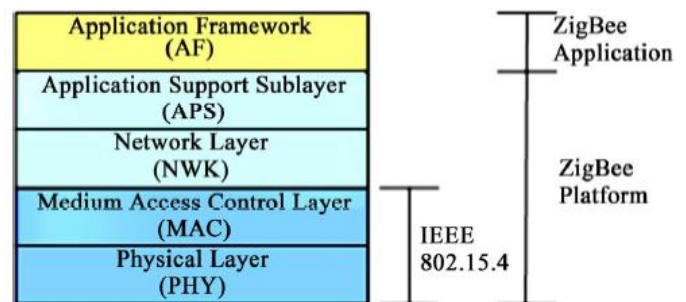 Application Framework
(AF)
Application Support Sublayer
(APS)
Network Layer
(NWK)
Medium Access Control Layer
(MAC)
Physical Layer
(PHY)
IEEE
802.15.4
ZigBee
Application
ZigBee
Platform